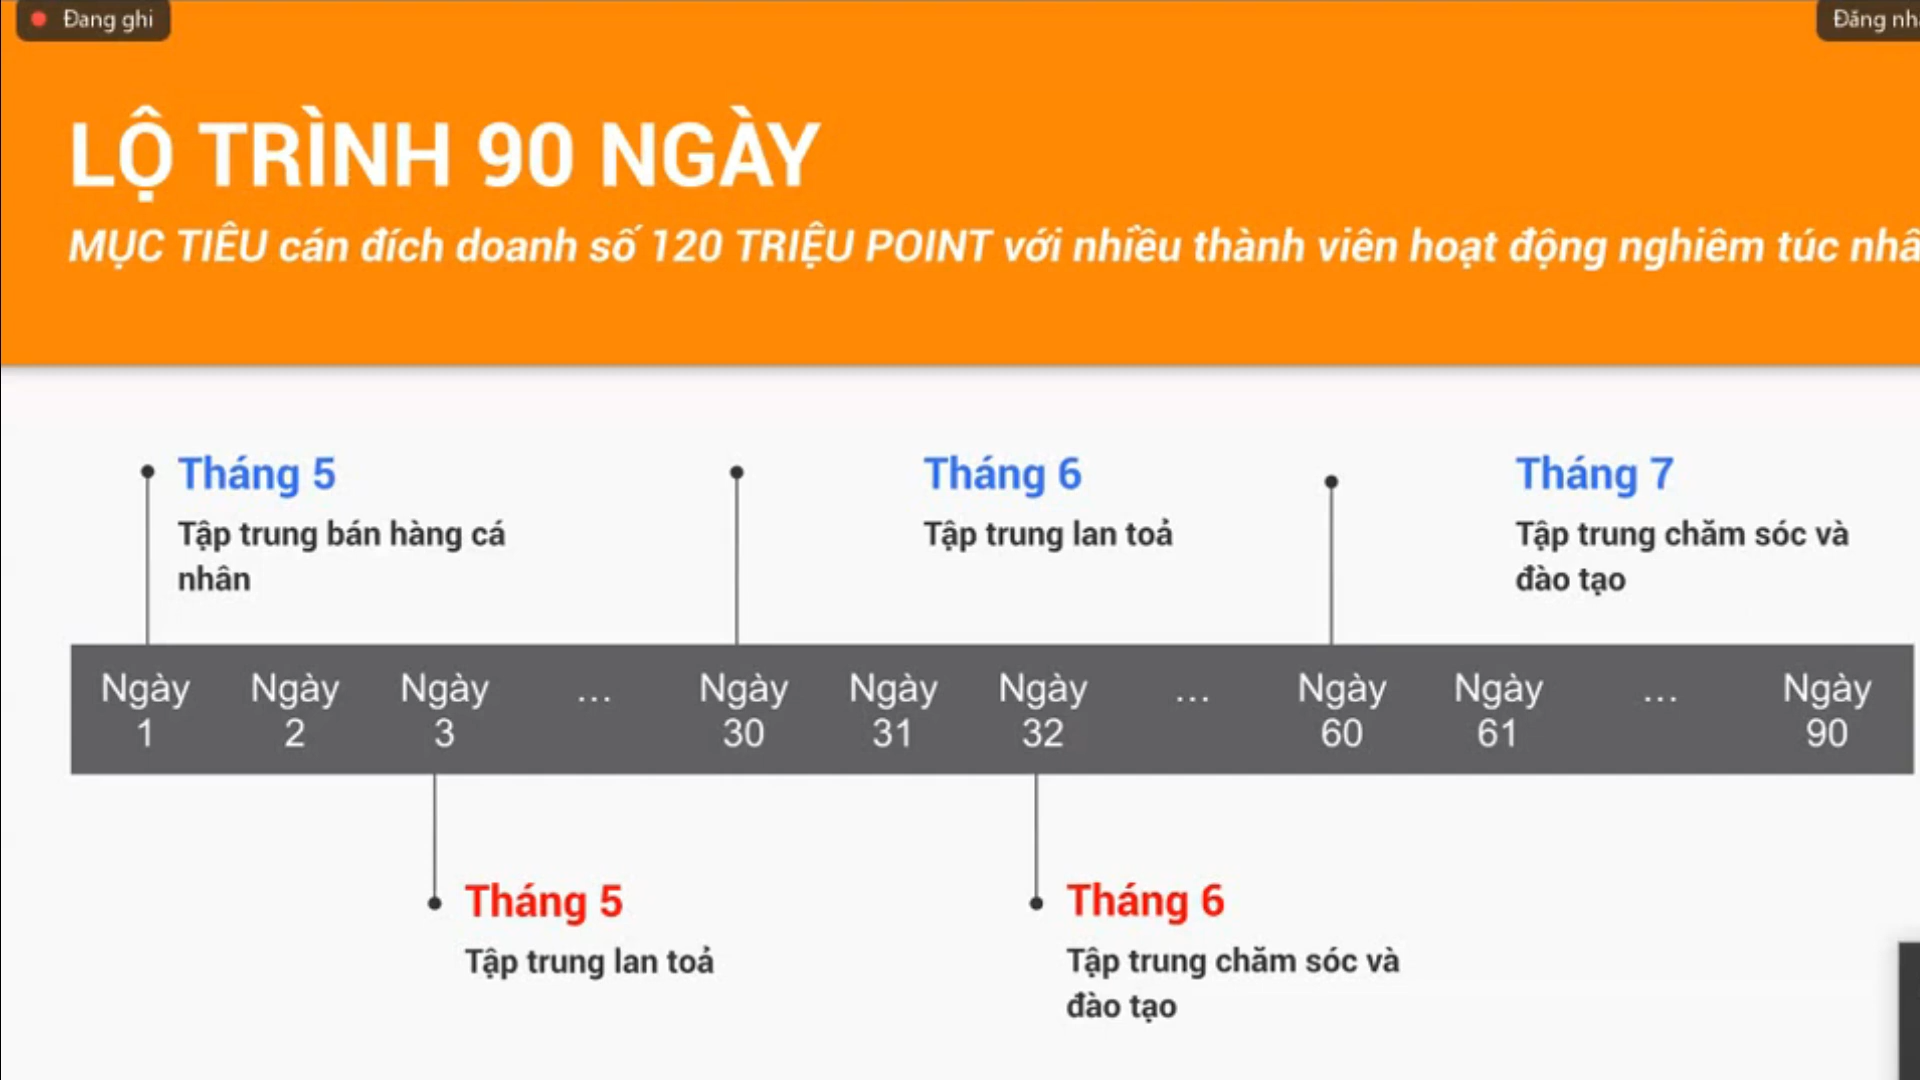 Đang ghi
Đăng
LỘ TRÌNH 90 NGÀY
MỤC TIÊU cán đích doanh số 120 TRIỆU POINT với nhiều thành viên hoạt động nghiêm túc
Tháng 5
Tập trung bán hàng cá
nhân
Tháng 6
Tập trung lan toả
Tháng 7
Tập trung chăm sóc và
đào tạo
Ngày Ngày Ngày ... Ngày Ngày Ngày ... Ngày Ngày ... Ngày
1 2 3 30 31 32 60 61 90
Tháng 5
Tập trung lan toả
Tháng 6
Tập trung chăm sóc và
đào tạo